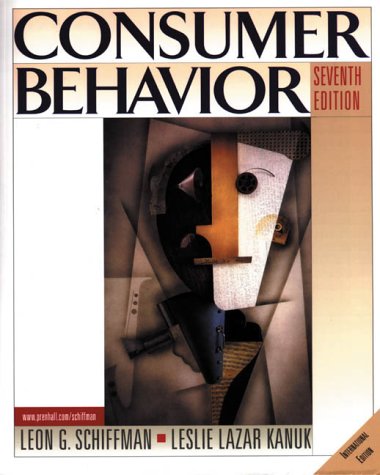 CONSUMER
BEHAVIOR
SEVENTH
EDITION
www.prenhall.com/schiffman
LEON G. SCHIFFMAN ▪ LESLIE LAZAR KANUK
INTERNATIONAL
EDITION